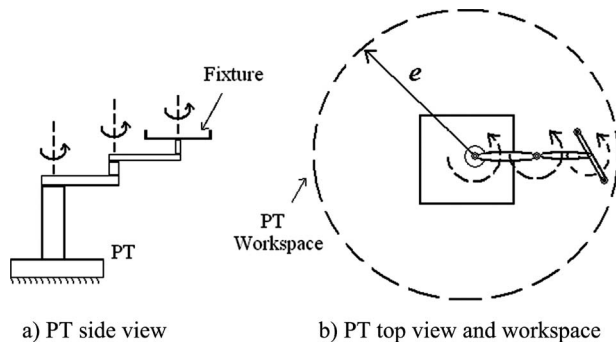 Fixture
PT
a) PT side view
e
PT
Workspace
b) PT top view and workspace